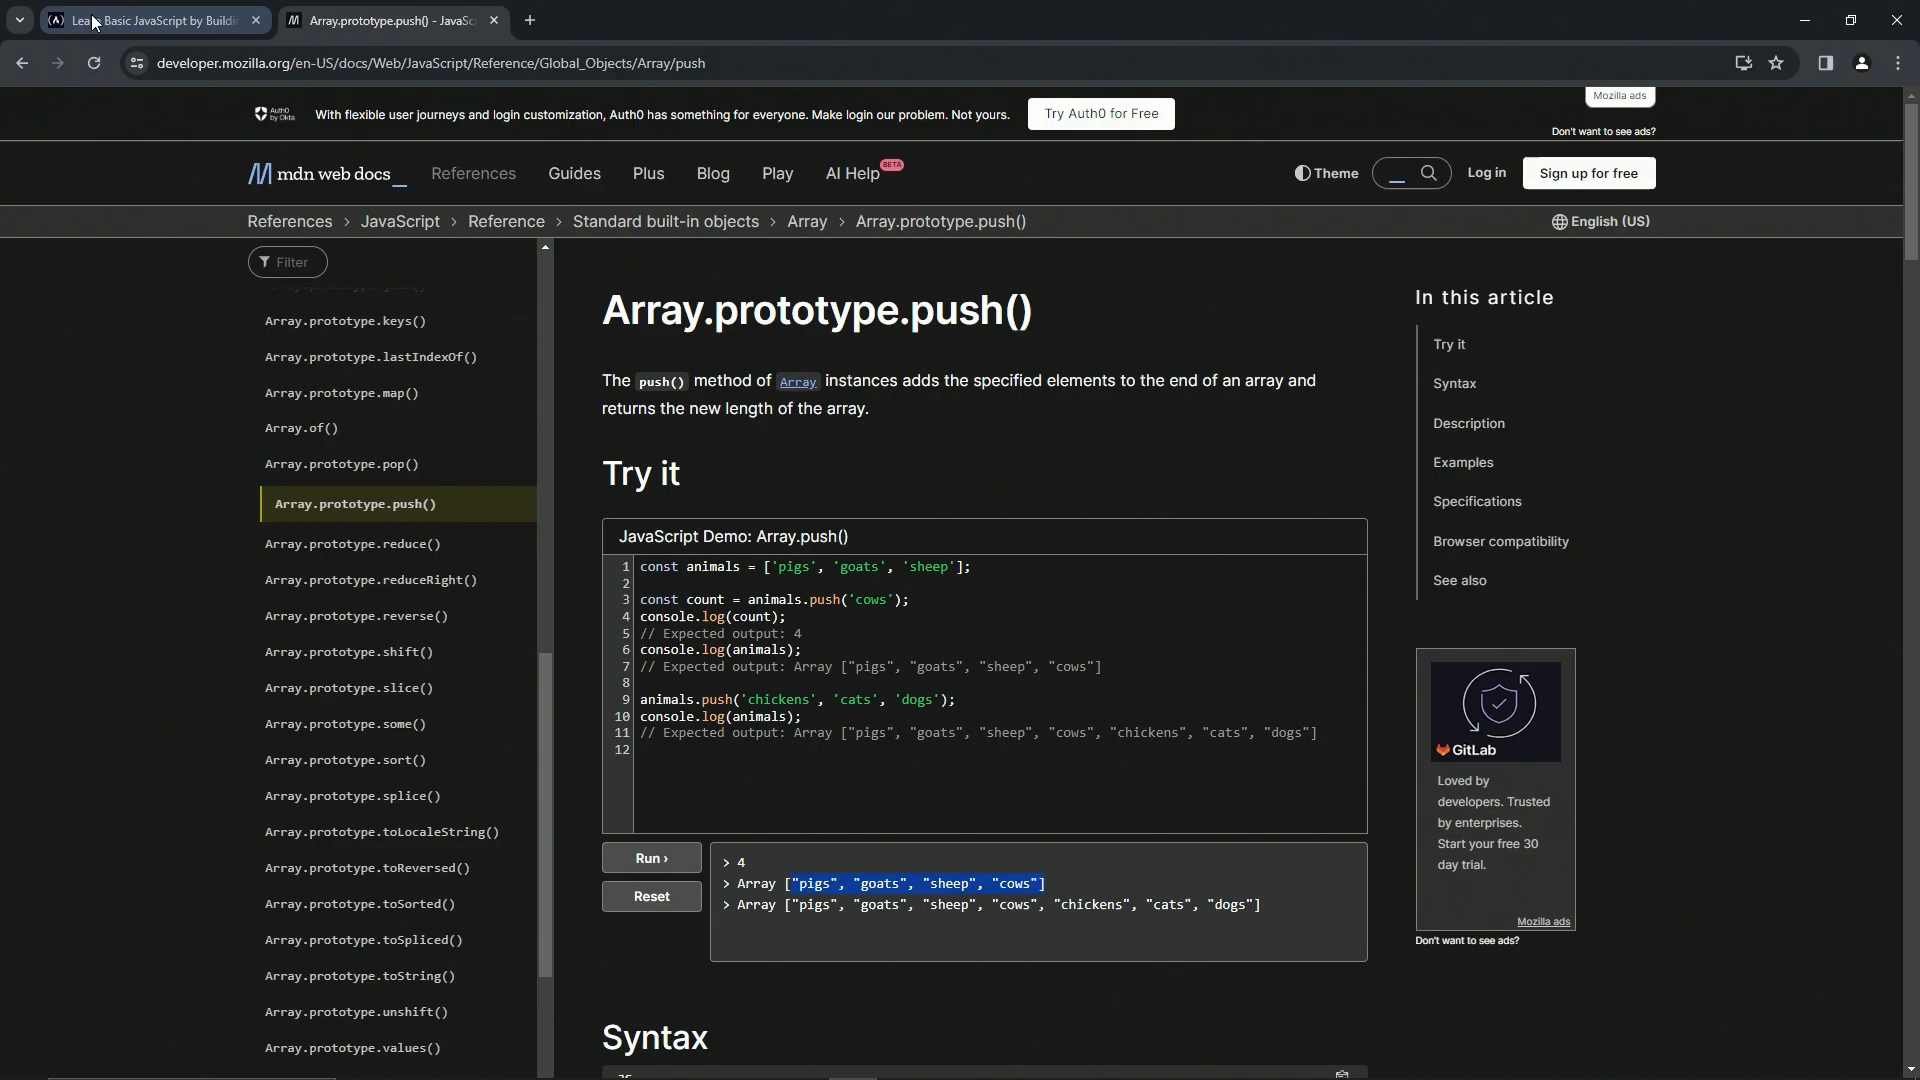 Lea Basic JavaScript by Buildi
Array.prototype.push() - JavaSc
developer.mozilla.org/en-US/docs/Web/JavaScript/Reference/Global_Objects/Array/push
Auth0 by Okta
With flexible user journeys and login customization, Auth0 has something for everyone. Make login our problem. Not yours.
Try Auth0 for Free
Mozilla ads
Don't want to see ads?
mdn web docs_
References
Guides
Plus
Blog
Play
AI Help
BETA
Theme
Log in
Sign up for free
References > JavaScript > Reference > Standard built-in objects > Array > Array.prototype.push()
English (US)
Filter
Array.prototype.keys()
Array.prototype.lastIndexOf()
Array.prototype.map()
Array.of()
Array.prototype.pop()
Array.prototype.push()
Array.prototype.reduce()
Array.prototype.reduceRight()
Array.prototype.reverse()
Array.prototype.shift()
Array.prototype.slice()
Array.prototype.some()
Array.prototype.sort()
Array.prototype.splice()
Array.prototype.toLocaleString()
Array.prototype.toReversed()
Array.prototype.toSorted()
Array.prototype.toSpliced()
Array.prototype.toString()
Array.prototype.unshift()
Array.prototype.values()
Array.prototype.push()
The push() method of Array instances adds the specified elements to the end of an array and
returns the new length of the array.
Try it
JavaScript Demo: Array.push()
1 const animals = ['pigs', 'goats', 'sheep'];
2
3 const count = animals.push('cows');
4 console.log(count);
5 // Expected output: 4
6 console.log(animals);
7 // Expected output: Array ["pigs", "goats", "sheep", "cows"]
8
9 animals.push('chickens', 'cats', 'dogs');
10 console.log(animals);
11 // Expected output: Array ["pigs", "goats", "sheep", "cows", "chickens", "cats", "dogs"]
12
Run ›
Reset
> 4
> Array ["pigs", "goats", "sheep", "cows"]
> Array ["pigs", "goats", "sheep", "cows", "chickens", "cats", "dogs"]
Syntax
In this article
Try it
Syntax
Description
Examples
Specifications
Browser compatibility
See also
GitLab
Loved by
developers. Trusted
by enterprises.
Start your free 30
day trial.
Mozilla ads
Don't want to see ads?